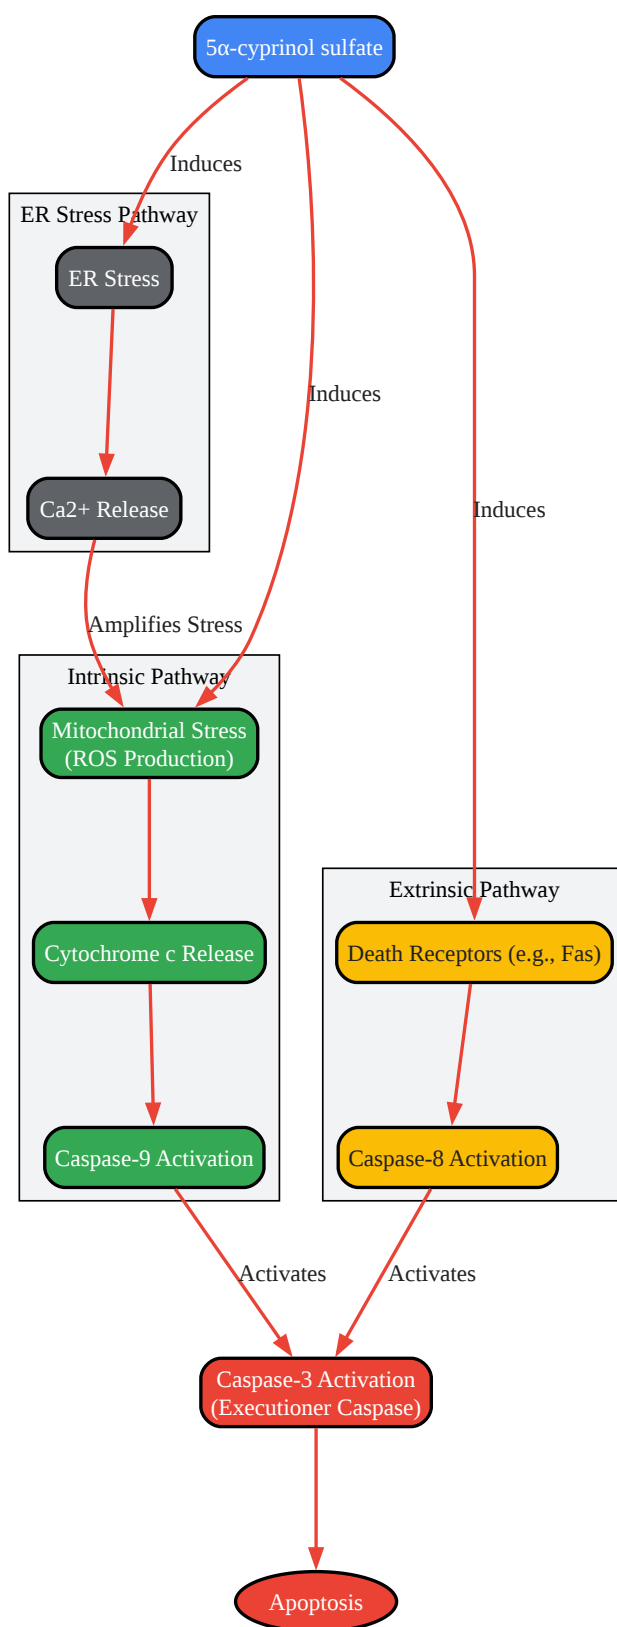 5α-cyprinol sulfate
Induces
ER Stress Pathway
ER Stress
Induces
Ca2+ Release
Induces
Amplifies Stress
Intrinsic Pathway
Mitochondrial Stress
(ROS Production)
Extrinsic Pathway
Cytochrome c Release
Death Receptors (e.g., Fas)
Caspase-9 Activation
Caspase-8 Activation
Activates
Activates
Caspase-3 Activation
(Executioner Caspase)
Apoptosis